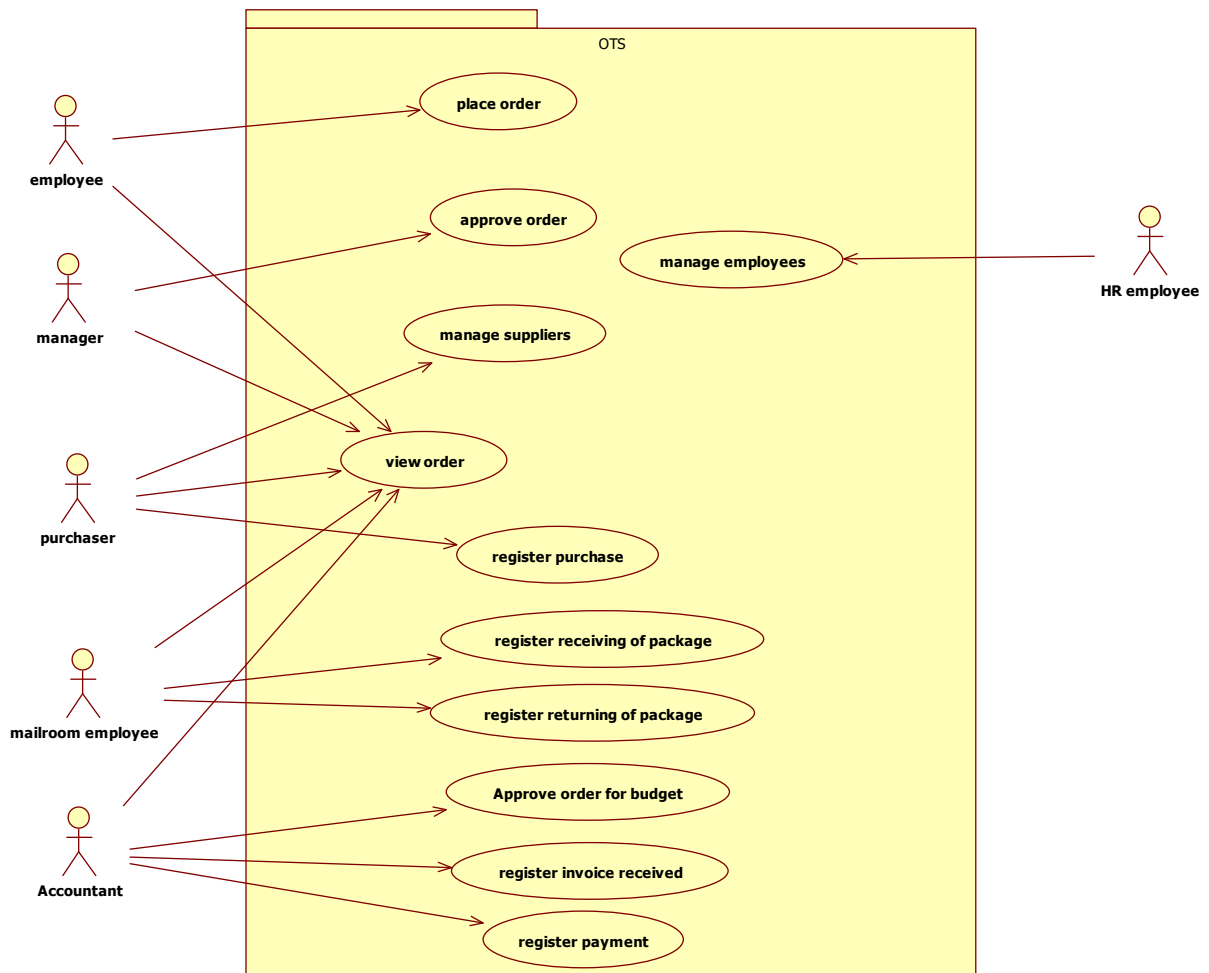 OTS
place order
employee
approve order
manage employees
HR employee
manager
manage suppliers
view order
purchaser
register purchase
register receiving of package
register returning of package
mailroom employee
Approve order for budget
Accountant
register invoice received
register payment